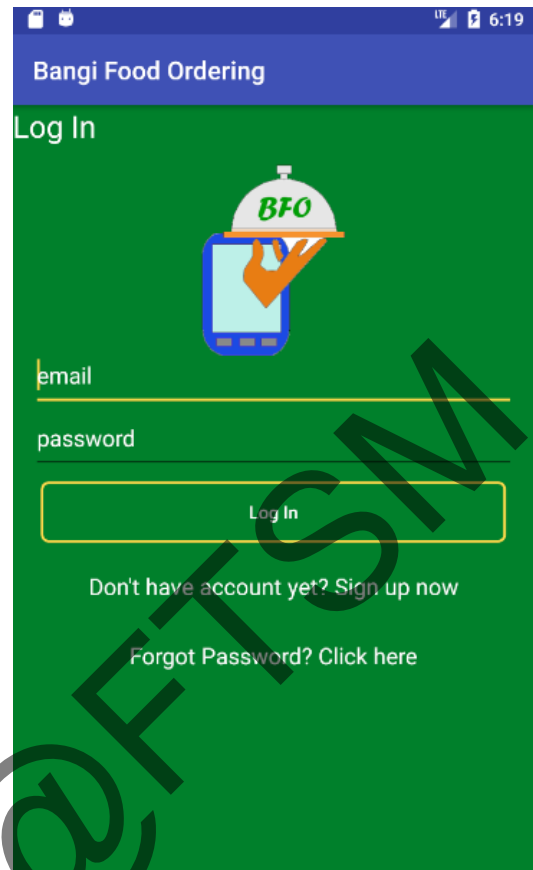 LTE 6:19
Bangi Food Ordering
Log In
BFO
email
password
Log In
Don't have account yet? Sign up now
Forgot Password? Click here
@FTSM